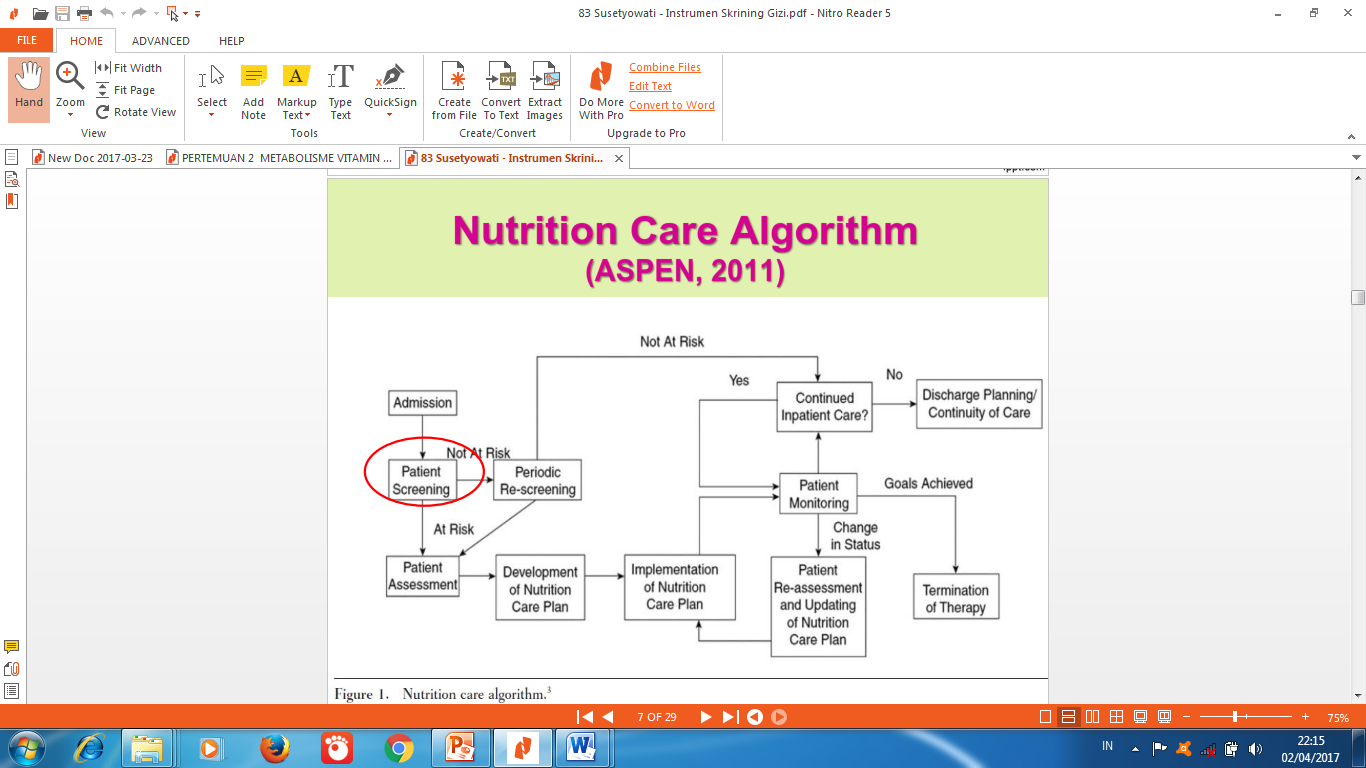 83 Susetyowati - Instrumen Skrining Gizi.pdf - Nitro Reader 5
FILE
HOME
ADVANCED
HELP
Hand
Zoom
Fit Width
Fit Page
Rotate View
View
Select
Add
Note
Markup
Text
Type
Text
QuickSign
Tools
Create
from File
Convert
To Text
Extract
Images
Create/Convert
Do More
With Pro
Combine Files
Edit Text
Convert to Word
Upgrade to Pro
New Doc 2017-03-23
PERTEMUAN 2 METABOLISME VITAMIN ...
83 Susetyowati - Instrumen Skrini...
Nutrition Care Algorithm
(ASPEN, 2011)
Not At Risk
Yes
No
Admission
Continued
Inpatient Care?
Discharge Planning/
Continuity of Care
Not At Risk
Patient
Screening
Periodic
Re-screening
Patient
Monitoring
Goals Achieved
At Risk
Change
in Status
Patient
Assessment
Development
of Nutrition
Care Plan
Implementation
of Nutrition
Care Plan
Patient
Re-assessment
and Updating
of Nutrition
Care Plan
Termination
of Therapy
Figure 1. Nutrition care algorithm.3
7 OF 29
75%
IN
22:15
02/04/2017